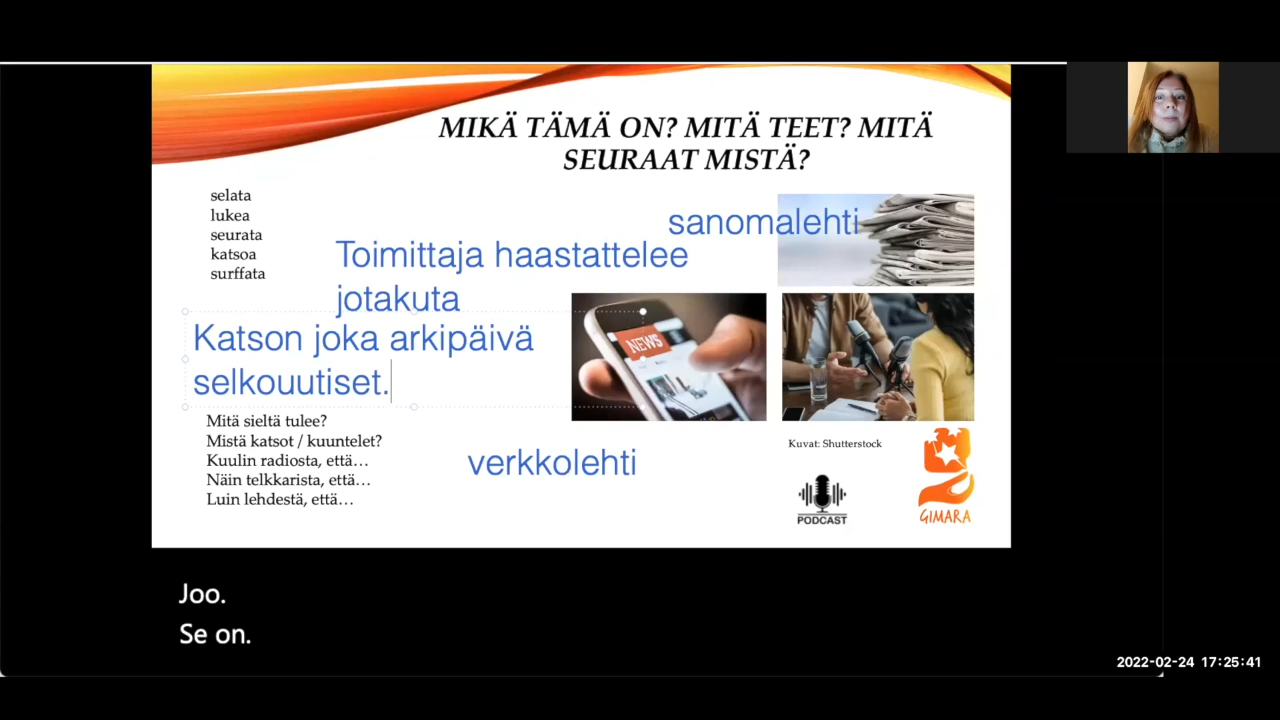 MIKÄ TÄMÄ ON? MITÄ TEET? MITÄ
SEURAAT MISTÄ?
selata
lukea
seurata
katsoa
surffata
sanomalehti
Toimittaja haastattelee
jotakuta
Katson joka arkipäivä
selkouutiset.
NEWS
Mitä sieltä tulee?
Mistä katsot / kuuntelet?
Kuulin radiosta, että…
Näin telkkarista, että…
Luin lehdestä, että…
verkkolehti
Kuvat: Shutterstock
PODCAST
GIMARA
Joo.
Se on.
2022-02-24 17:25:41